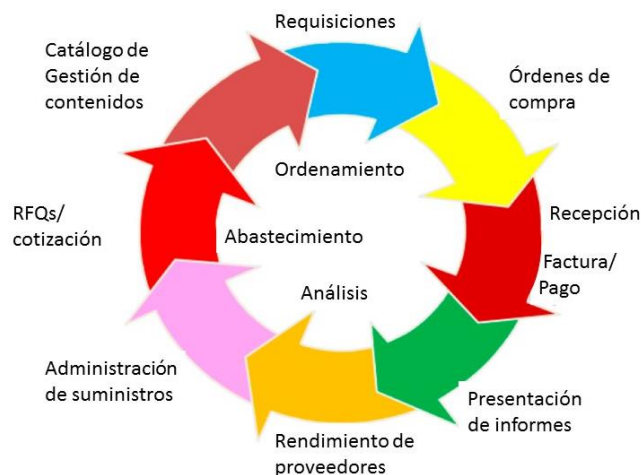 Requisiciones
Catálogo de
Gestión de
contenidos
Órdenes de
compra
Ordenamiento
RFQs/
cotización
Abastecimiento
Recepción
Factura/
Pago
Análisis
Administración
de suministros
Presentación
de informes
Rendimiento de
proveedores